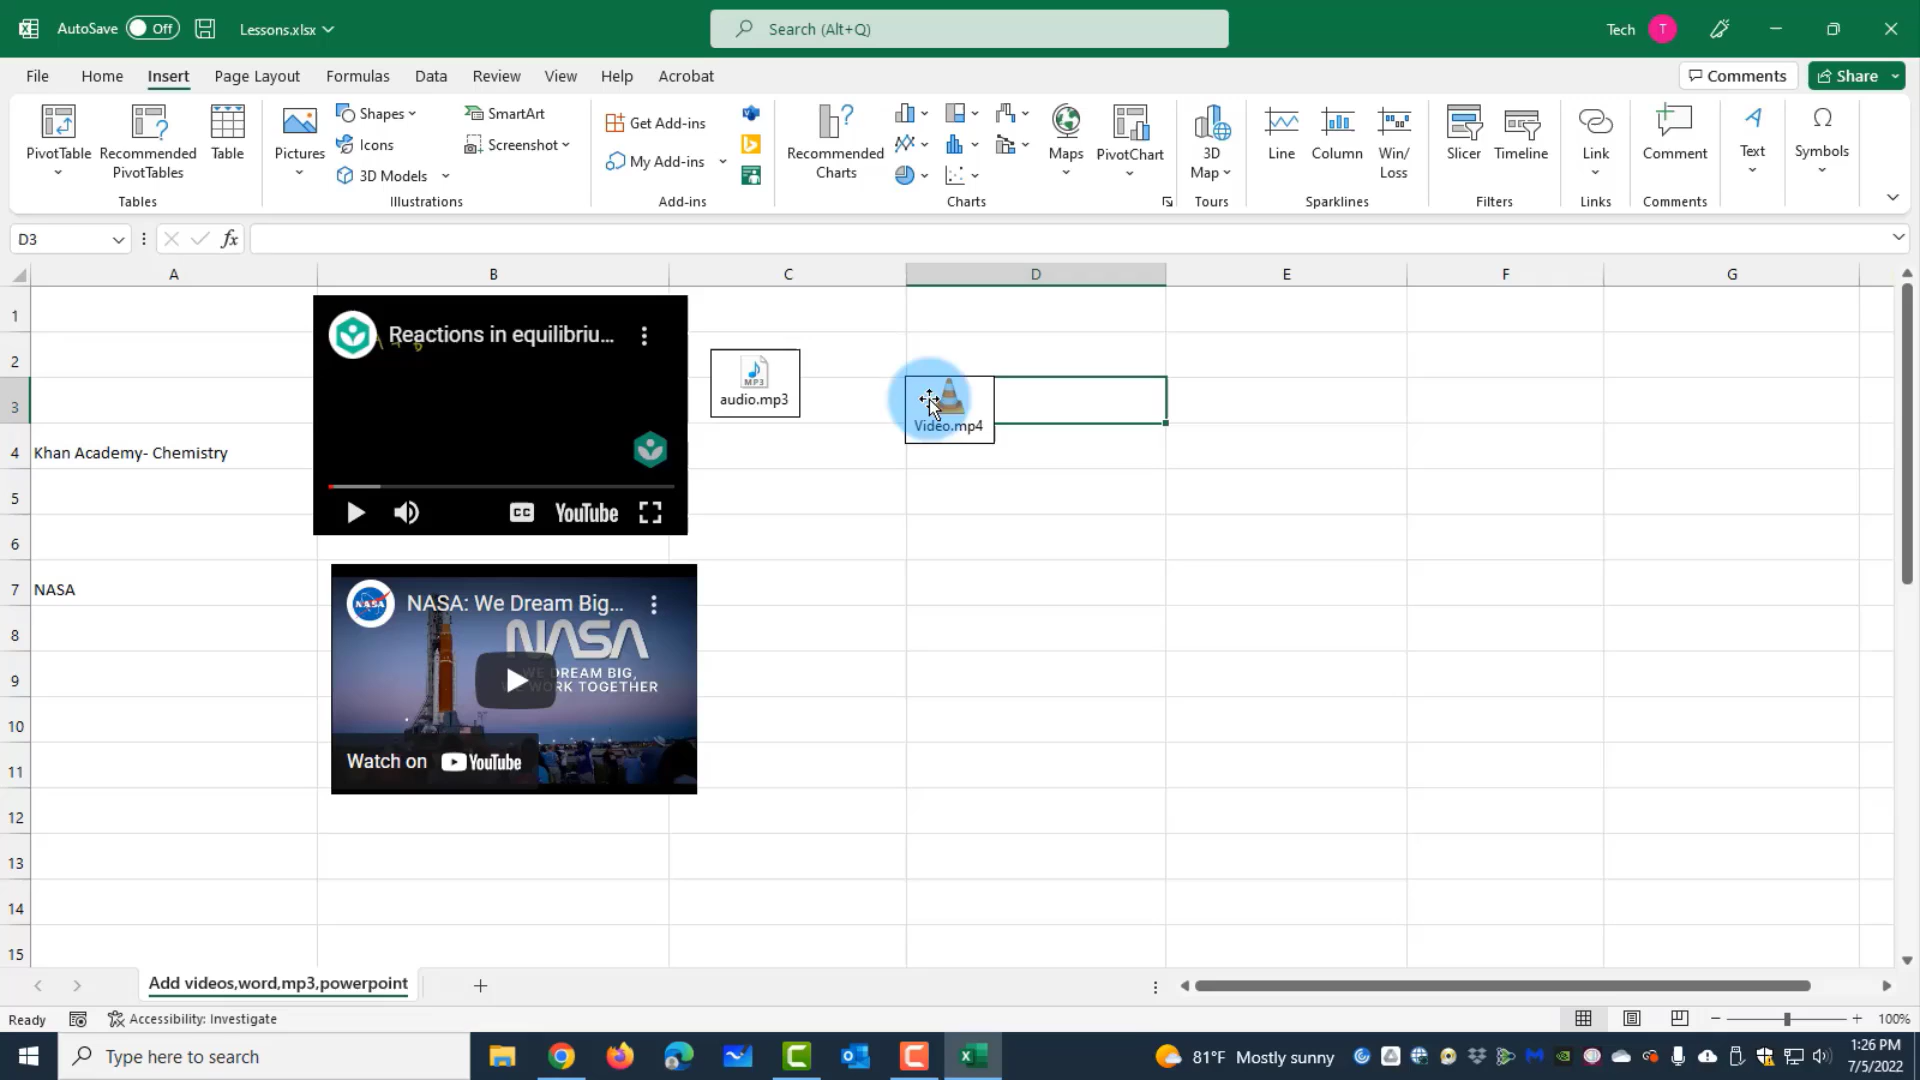 AutoSave Off Lessons.xlsx Search (Alt+Q) Tech T
File Home Insert Page Layout Formulas Data Review View Help Acrobat Comments Share
PivotTable
Recommended
PivotTables
Table
Tables
Pictures
Shapes
Icons
3D Models
SmartArt
Screenshot
Illustrations
Get Add-ins
My Add-ins
Add-ins
Recommended
Charts
Maps
PivotChart
Charts
3D
Map
Tours
Line
Column
Win/
Loss
Sparklines
Slicer
Timeline
Filters
Link
Links
Comment
Comments
Text
Symbols
D3 fx
A B C D E F G
1
2
3
4 Khan Academy- Chemistry
5
6
7 NASA
8
9
10
11
12
13
14
15
Reactions in equilibriu...
CC YouTube
MP3
audio.mp3
Video.mp4
NASA NASA: We Dream Big...
NASA
WE DREAM BIG,
RK TOGETHER
Watch on YouTube
Add videos,word,mp3,powerpoint
Ready Accessibility: Investigate 100%
Type here to search 81°F Mostly sunny
1:26 PM
7/5/2022